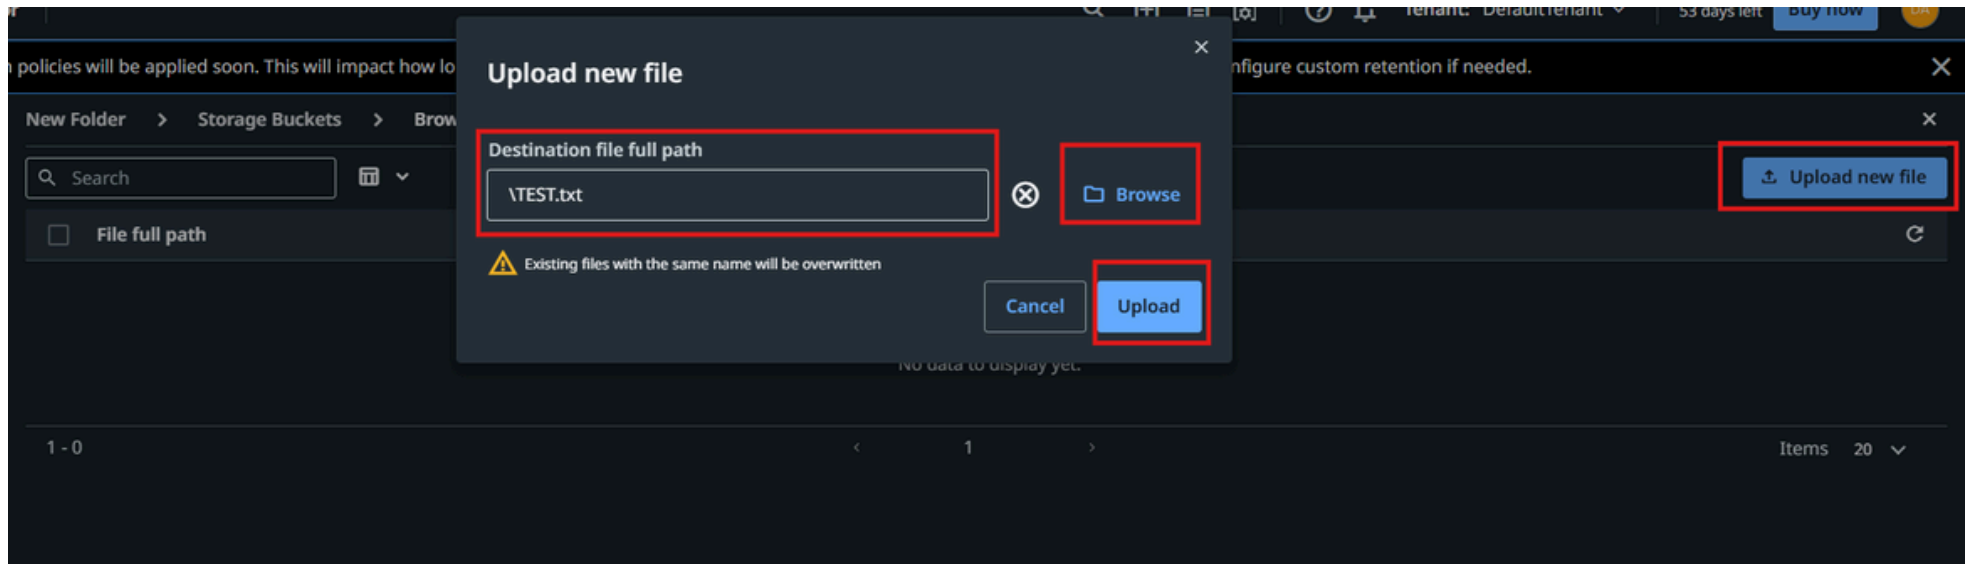 Tenant: DefaultTenant
53 days left
Buy now
DA
policies will be applied soon. This will impact how lo
nfigure custom retention if needed.
Upload new file
New Folder > Storage Buckets > Brow
Destination file full path
\TEST.txt
Browse
Search
Upload new file
File full path
Existing files with the same name will be overwritten
Cancel
Upload
No data to display yet.
1 - 0
< 1 >
Items 20